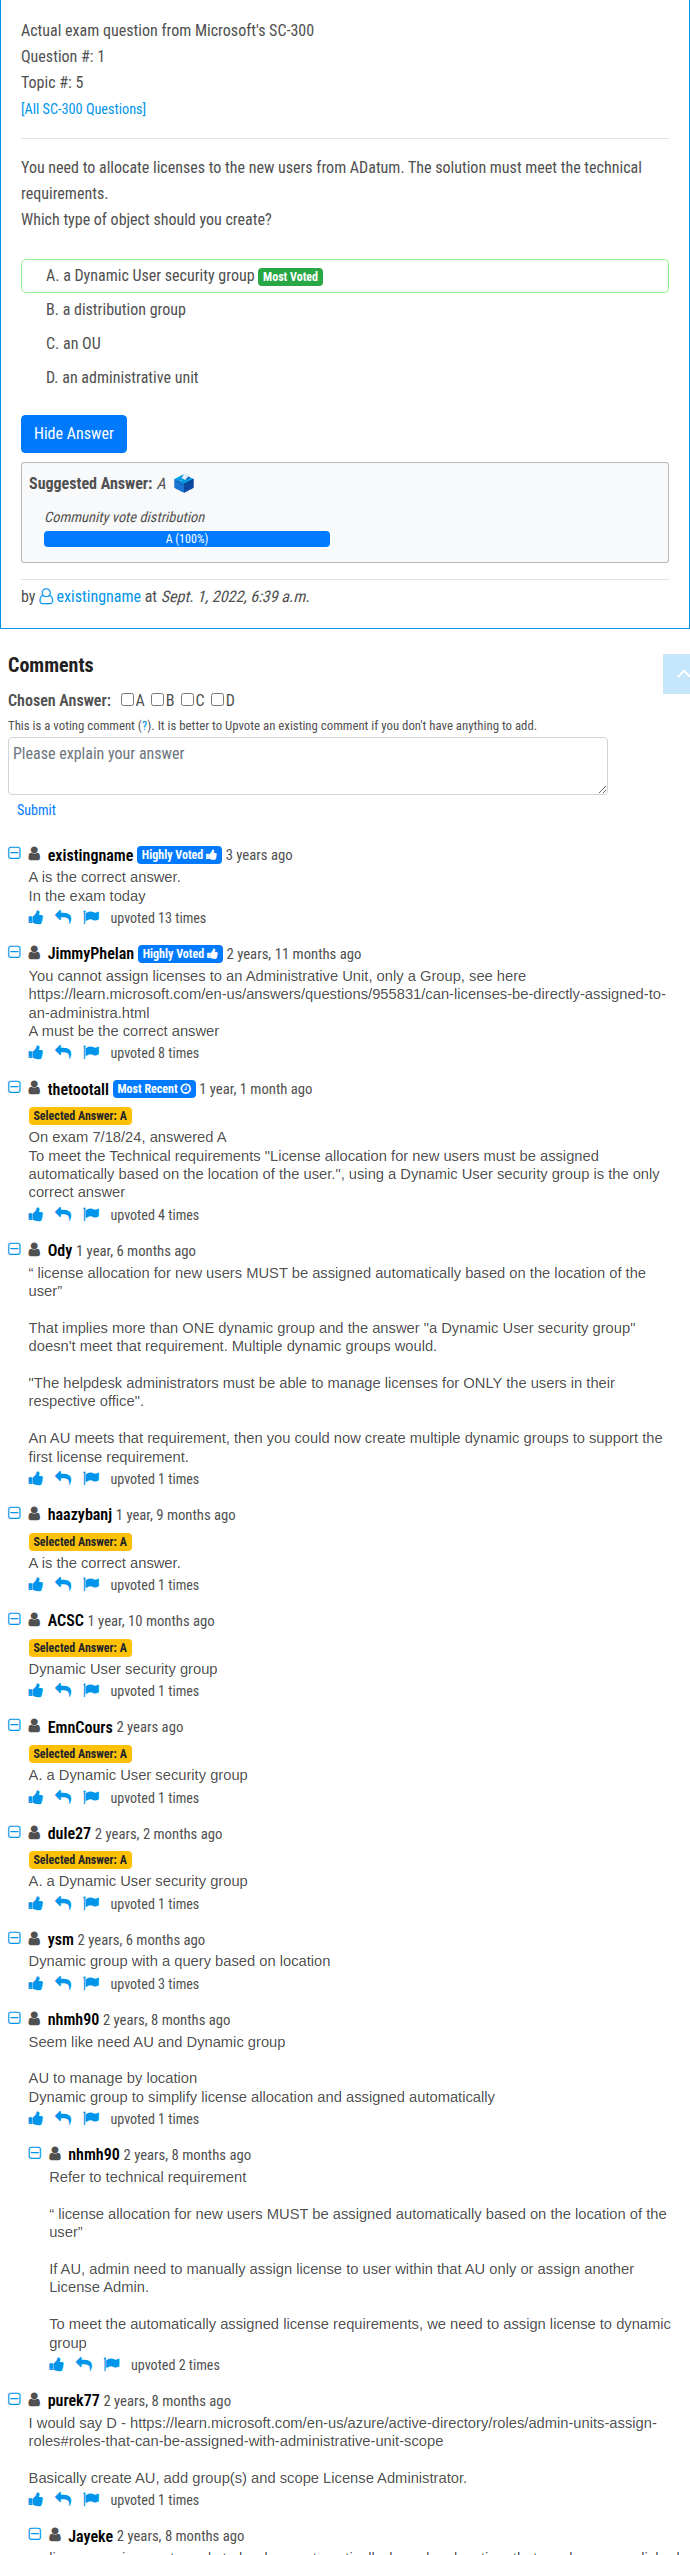 Actual exam question from Microsoft's SC-300
Question #: 1
Topic #: 5
[All SC-300 Questions]
You need to allocate licenses to the new users from ADatum. The solution must meet the technical
requirements.
Which type of object should you create?
A. a Dynamic User security group Most Voted
B. a distribution group
C. an OU
D. an administrative unit
Hide Answer
Suggested Answer: A
Community vote distribution
A (100%)
by existingname at Sept. 1, 2022, 6:39 a.m.
Comments
Chosen Answer: A B C D
This is a voting comment (?). It is better to Upvote an existing comment if you don't have anything to add.
Please explain your answer
Submit
existingname Highly Voted 3 years ago
A is the correct answer.
In the exam today
upvoted 13 times
JimmyPhelan Highly Voted 2 years, 11 months ago
You cannot assign licenses to an Administrative Unit, only a Group, see here
https://learn.microsoft.com/en-us/answers/questions/955831/can-licenses-be-directly-assigned-to-
an-administra.html
A must be the correct answer
upvoted 8 times
thetootall Most Recent 1 year, 1 month ago
Selected Answer: A
On exam 7/18/24, answered A
To meet the Technical requirements "License allocation for new users must be assigned
automatically based on the location of the user.", using a Dynamic User security group is the only
correct answer
upvoted 4 times
Ody 1 year, 6 months ago
“ license allocation for new users MUST be assigned automatically based on the location of the
user”
That implies more than ONE dynamic group and the answer "a Dynamic User security group"
doesn't meet that requirement. Multiple dynamic groups would.
"The helpdesk administrators must be able to manage licenses for ONLY the users in their
respective office".
An AU meets that requirement, then you could now create multiple dynamic groups to support the
first license requirement.
upvoted 1 times
haazybanj 1 year, 9 months ago
Selected Answer: A
A is the correct answer.
upvoted 1 times
ACSC 1 year, 10 months ago
Selected Answer: A
Dynamic User security group
upvoted 1 times
EmnCours 2 years ago
Selected Answer: A
A. a Dynamic User security group
upvoted 1 times
dule27 2 years, 2 months ago
Selected Answer: A
A. a Dynamic User security group
upvoted 1 times
ysm 2 years, 6 months ago
Dynamic group with a query based on location
upvoted 3 times
nhmh90 2 years, 8 months ago
Seem like need AU and Dynamic group
AU to manage by location
Dynamic group to simplify license allocation and assigned automatically
upvoted 1 times
nhmh90 2 years, 8 months ago
Refer to technical requirement
“ license allocation for new users MUST be assigned automatically based on the location of the
user”
If AU, admin need to manually assign license to user within that AU only or assign another
License Admin.
To meet the automatically assigned license requirements, we need to assign license to dynamic
group
upvoted 2 times
purek77 2 years, 8 months ago
I would say D - https://learn.microsoft.com/en-us/azure/active-directory/roles/admin-units-assign-
roles#roles-that-can-be-assigned-with-administrative-unit-scope
Basically create AU, add group(s) and scope License Administrator.
upvoted 1 times
Jayeke 2 years, 8 months ago